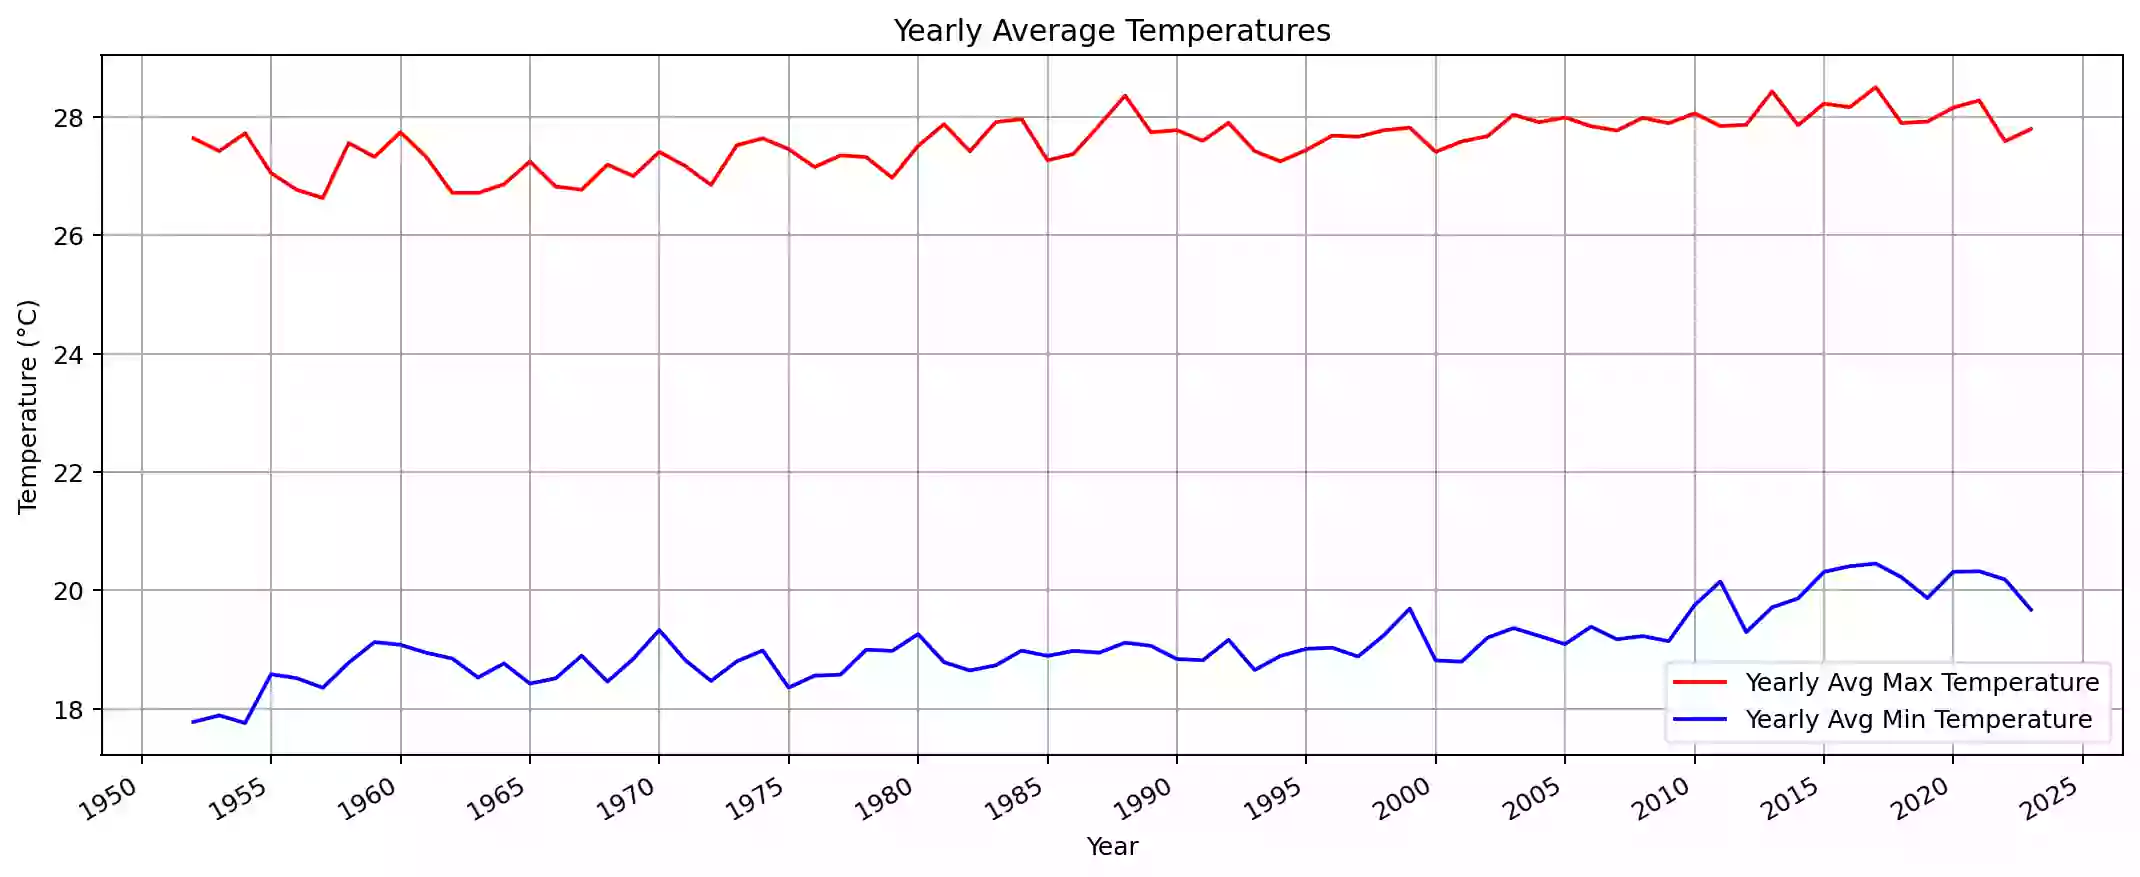 Yearly Average Temperatures
Temperature (°C)
28
26
24
22
20
18
Yearly Avg Max Temperature
Yearly Avg Min Temperature
1950 1955 1960 1965 1970 1975 1980 1985 1990 1995 2000 2005 2010 2015 2020 2025
Year